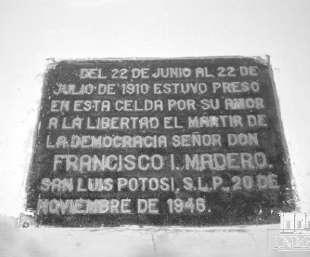 DEL 22 DE JUNIO AL 22 DE
JULIO DE 1910 ESTUVO PRESO
EN ESTA CELDA POR SU AMOR
A LA LIBERTAD EL MARTIR DE
LA DEMOCRACIA SEÑOR DON
FRANCISCO I. MADERO.
SAN LUIS POTOSI, S.L.P., 20 DE
NOVIEMBRE DE 1946.